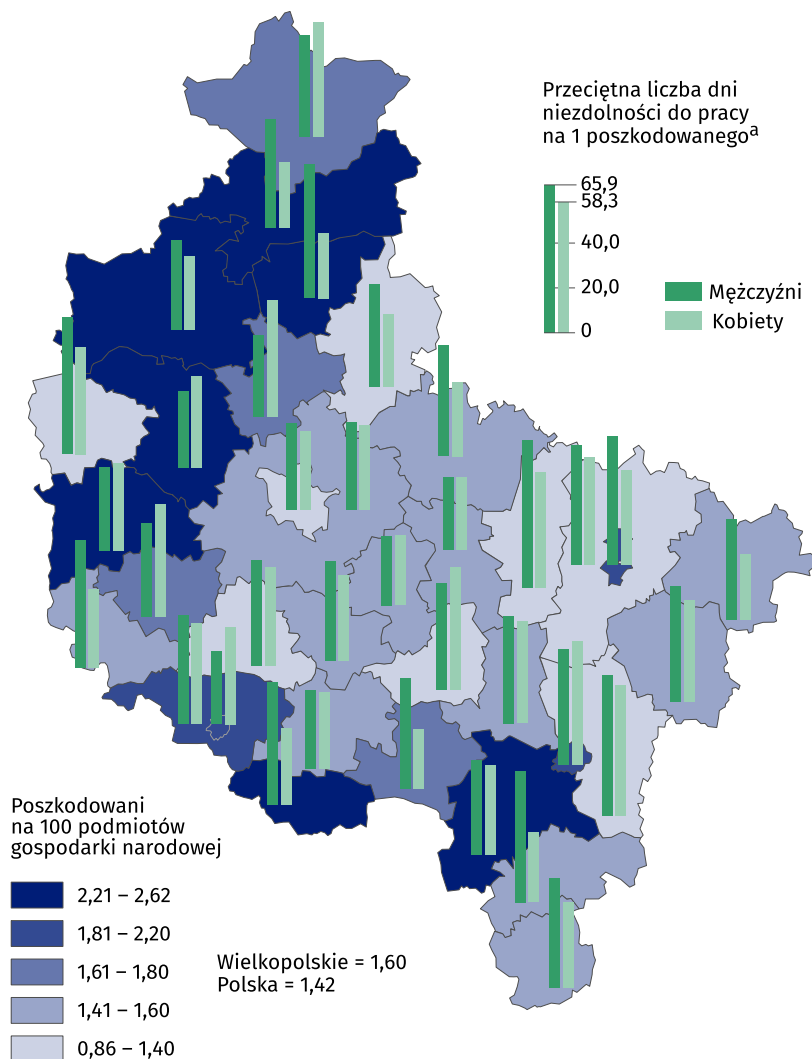 Przeciętna liczba dni
niezdolności do pracy
na 1 poszkodowanegoᵃ
65,9
58,3
40,0
20,0
0
Mężczyźni
Kobiety
Poszkodowani
na 100 podmiotów
gospodarki narodowej
2,21 – 2,62
1,81 – 2,20
1,61 – 1,80
1,41 – 1,60
0,86 – 1,40
Wielkopolskie = 1,60
Polska = 1,42